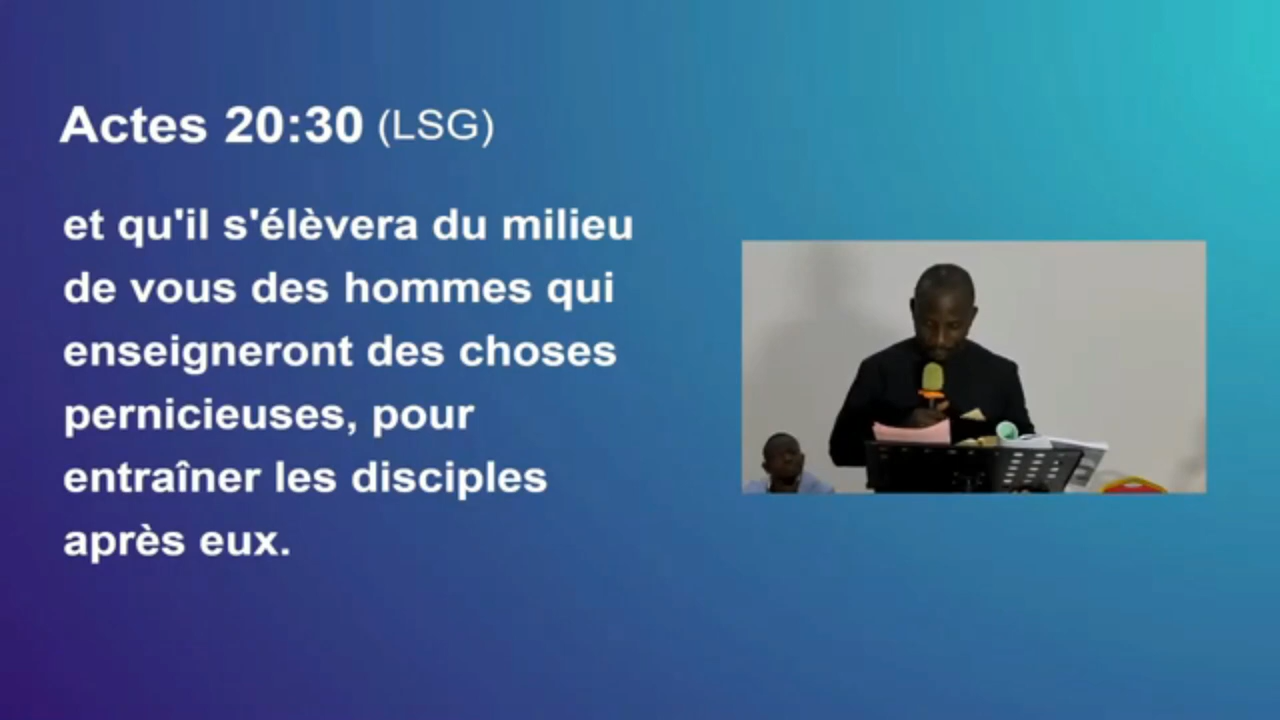 Actes 20:30 (LSG)
et qu'il s'élèvera du milieu
de vous des hommes qui
enseigneront des choses
pernicieuses, pour
entraîner les disciples
après eux.